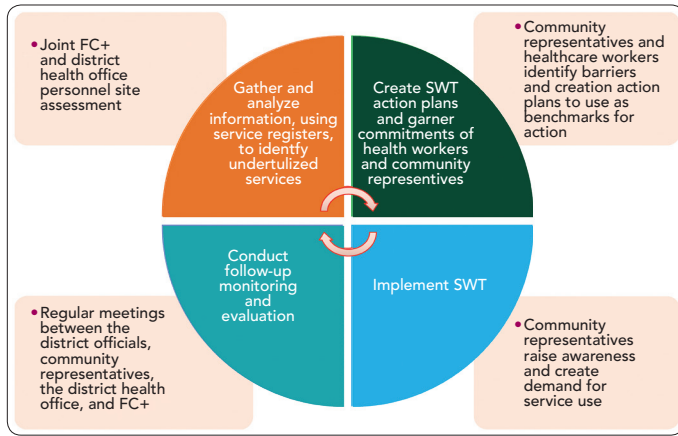 • Joint FC+
and district
health office
personnel site
assessment
Gather and
analyze
information, using
service registers,
to identfy
undertulized
services
Create SWT
action plans
and garner
commitments of
health workers
and community
representives
• Community
representatives and
healthcare workers
identify barriers
and creation action
plans to use as
benchmarks for
action
Conduct
follow-up
monitoring
and
evaluation
Implement SWT
• Regular meetings
between the
district officials,
community
representatives,
the district health
office, and FC+
• Community
representatives
raise awareness
and create
demand for
service use